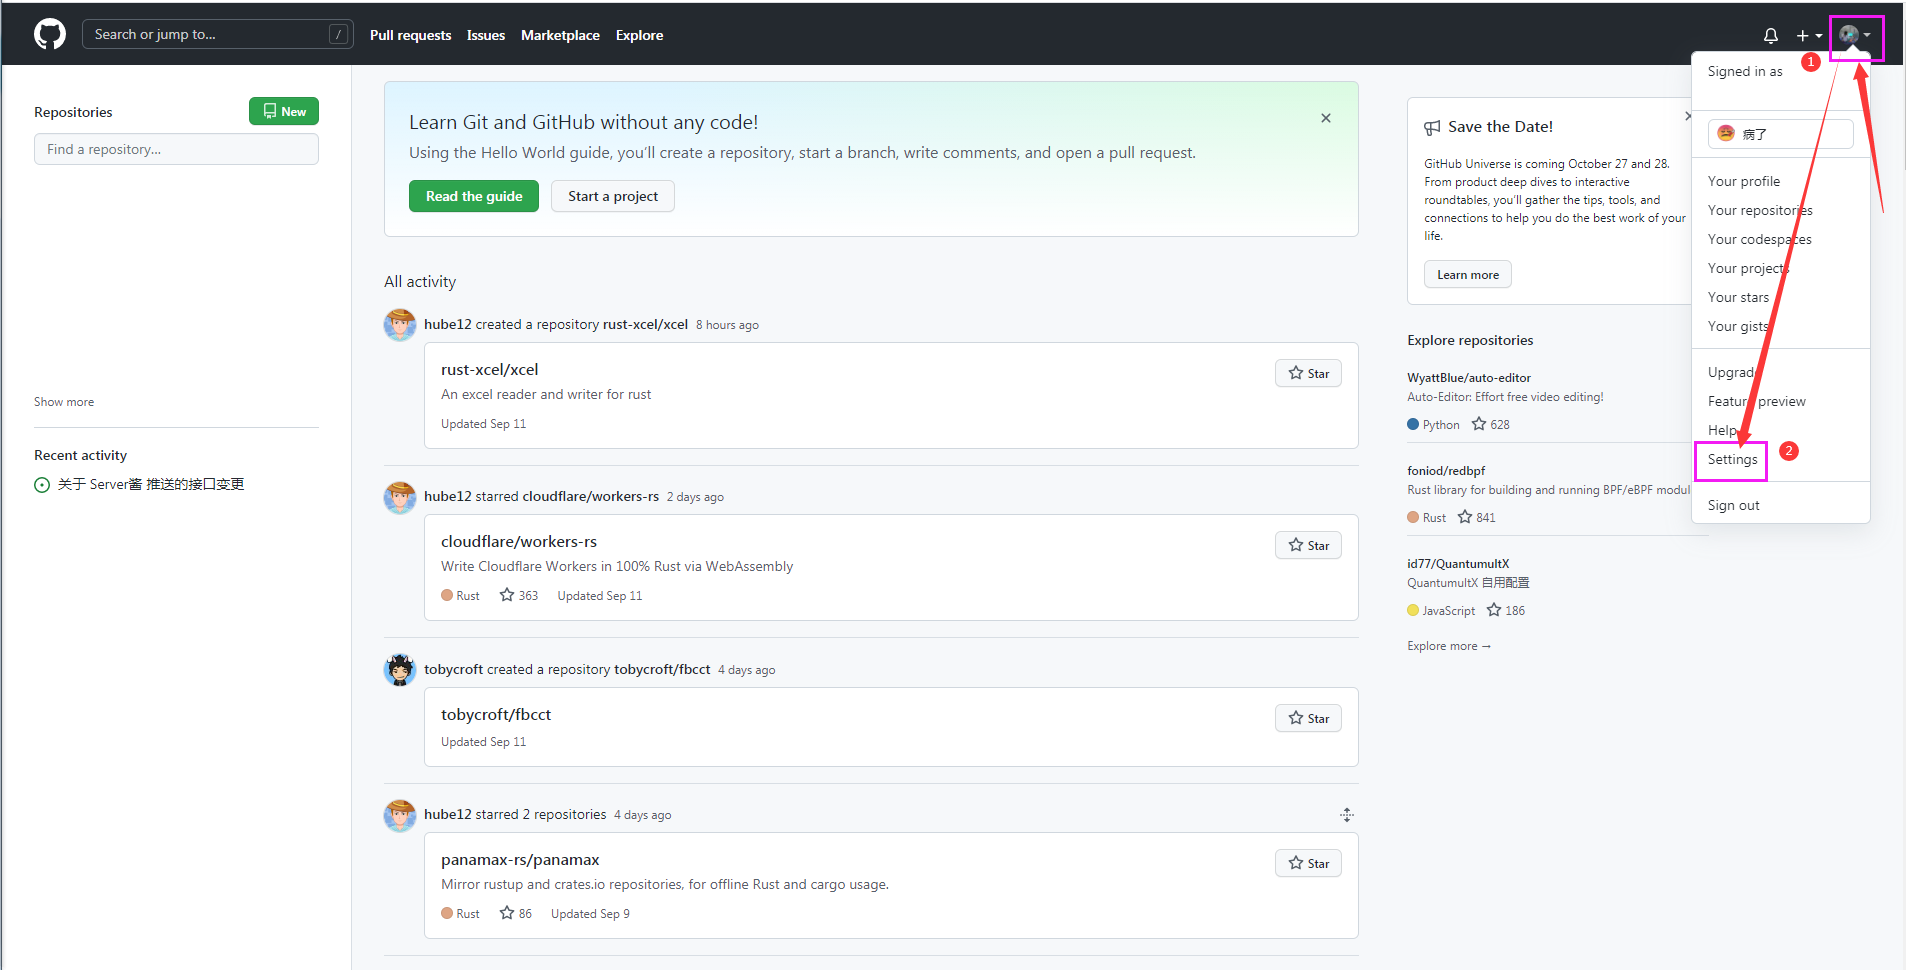 Search or jump to...
/
Pull requests
Issues
Marketplace
Explore
Repositories
New
Find a repository...
Show more
Recent activity
关于 Server酱 推送的接口变更
Learn Git and GitHub without any code!
Using the Hello World guide, you’ll create a repository, start a branch, write comments, and open a pull request.
Read the guide
Start a project
All activity
hube12 created a repository rust-xcel/xcel 8 hours ago
rust-xcel/xcel
Star
An excel reader and writer for rust
Updated Sep 11
hube12 starred cloudflare/workers-rs 2 days ago
cloudflare/workers-rs
Star
Write Cloudflare Workers in 100% Rust via WebAssembly
Rust 363 Updated Sep 11
tobycroft created a repository tobycroft/fbcct 4 days ago
tobycroft/fbcct
Star
Updated Sep 11
hube12 starred 2 repositories 4 days ago
panamax-rs/panamax
Star
Mirror rustup and crates.io repositories, for offline Rust and cargo usage.
Rust 86 Updated Sep 9
Save the Date!
GitHub Universe is coming October 27 and 28.
From product deep dives to interactive
roundtables, you’ll gather the tips, tools, and
connections to help you do the best work of your
life.
Learn more
Explore repositories
WyattBlue/auto-editor
Auto-Editor: Effort free video editing!
Python 628
foniod/redbpf
Rust library for building and running BPF/eBPF modul
Rust 841
id77/QuantumultX
QuantumultX 自用配置
JavaScript 186
Explore more →
Signed in as
1
病了
Your profile
Your repositories
Your codespaces
Your projects
Your stars
Your gists
Upgrade
Feature preview
Help
Settings
2
Sign out